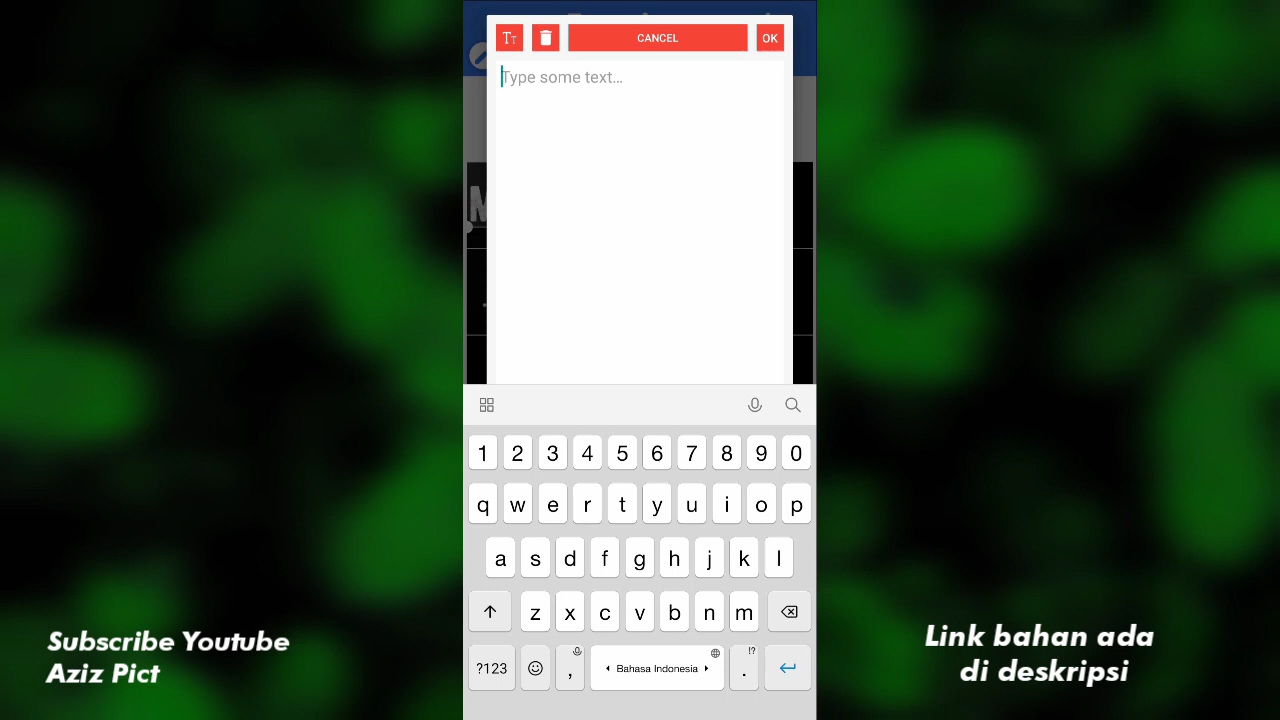 TT
CANCEL
OK
Type some text...
M
1 2 3 4 5 6 7 8 9 0
q w e r t y u i o p
a s d f g h j k l
z x c v b n m
!?
?123 , Bahasa Indonesia .
Subscribe Youtube
Aziz Pict
Link bahan ada
di deskripsi